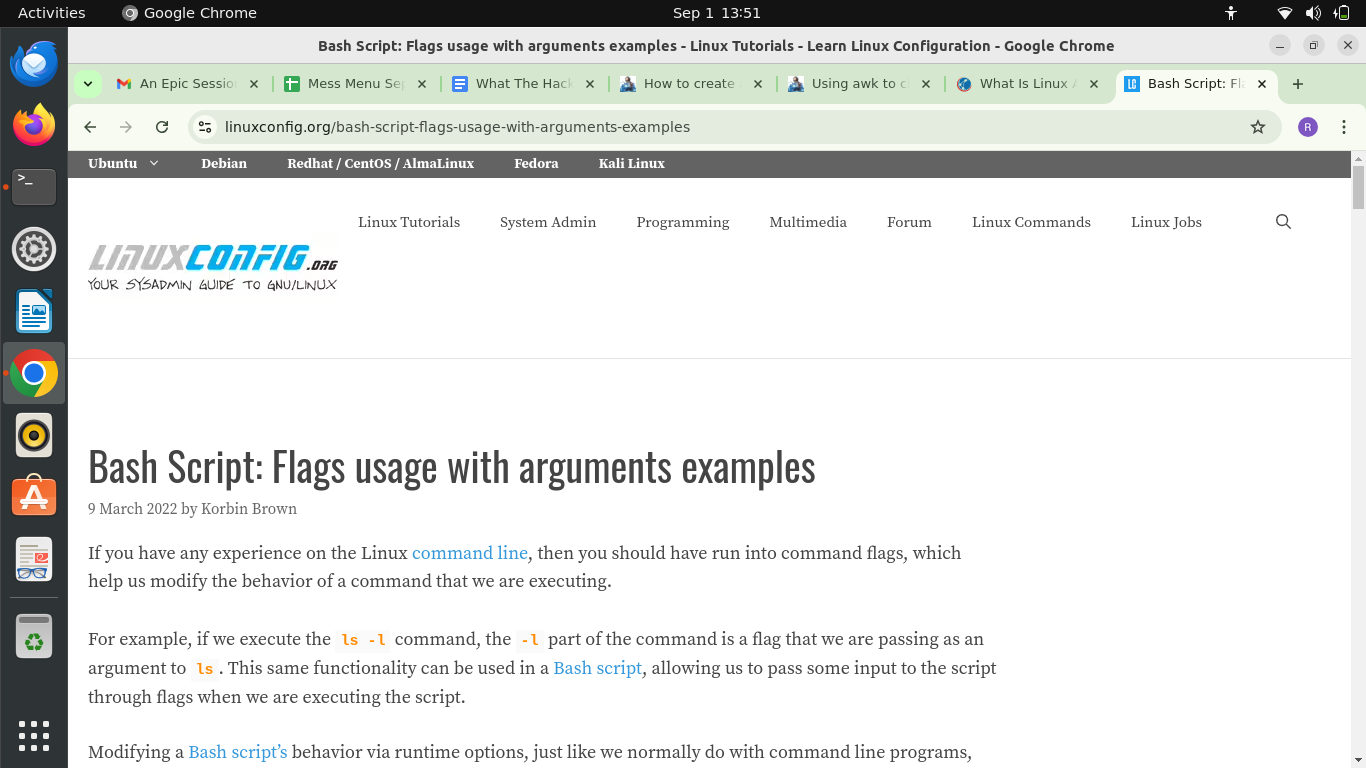 Activities Google Chrome Sep 1 13:51
Bash Script: Flags usage with arguments examples - Linux Tutorials - Learn Linux Configuration - Google Chrome
An Epic Session Mess Menu Sep What The Hack How to create Using awk to c What Is Linux A Bash Script: Fla
linuxconfig.org/bash-script-flags-usage-with-arguments-examples R
Ubuntu Debian Redhat / CentOS / AlmaLinux Fedora Kali Linux
Linux Tutorials System Admin Programming Multimedia Forum Linux Commands Linux Jobs
LINUXCONFIG.ORG
YOUR SYSADMIN GUIDE TO GNU/LINUX
Bash Script: Flags usage with arguments examples
9 March 2022 by Korbin Brown
If you have any experience on the Linux command line, then you should have run into command flags, which
help us modify the behavior of a command that we are executing.
For example, if we execute the ls -l command, the -l part of the command is a flag that we are passing as an
argument to ls . This same functionality can be used in a Bash script, allowing us to pass some input to the script
through flags when we are executing the script.
Modifying a Bash script’s behavior via runtime options, just like we normally do with command line programs,